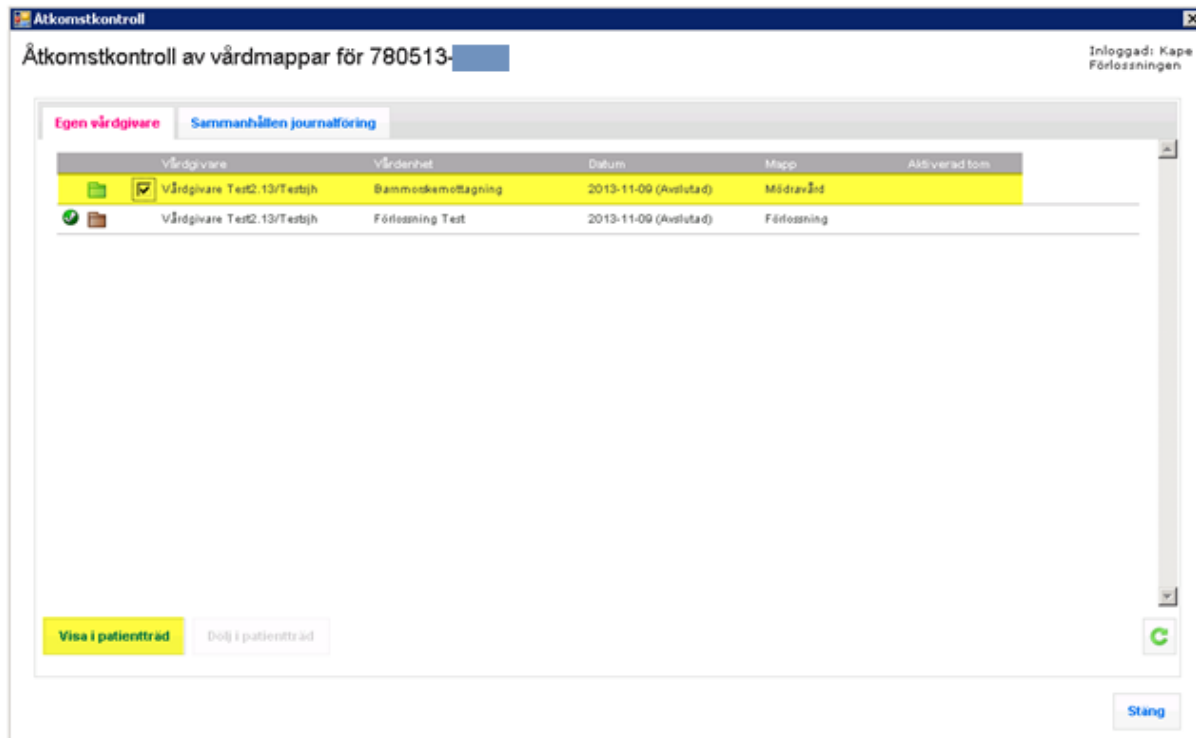 Åtkomstkontroll
Åtkomstkontroll av vårdmappar för 780513-
Inloggad: Kape
Förlossningen
Egen vårdgivare Sammanhållen journalföring
Vårdgivare Vårdenhet Datum Mapp Aktiverad tom
Vårdgivare Test2.13/Testsjh Barnmorskemottagning 2013-11-09 (Avslutad) Mödravård
Vårdgivare Test2.13/Testsjh Förlossning Test 2013-11-09 (Avslutad) Förlossning
Visa i patientträd Dölj i patientträd
Stäng